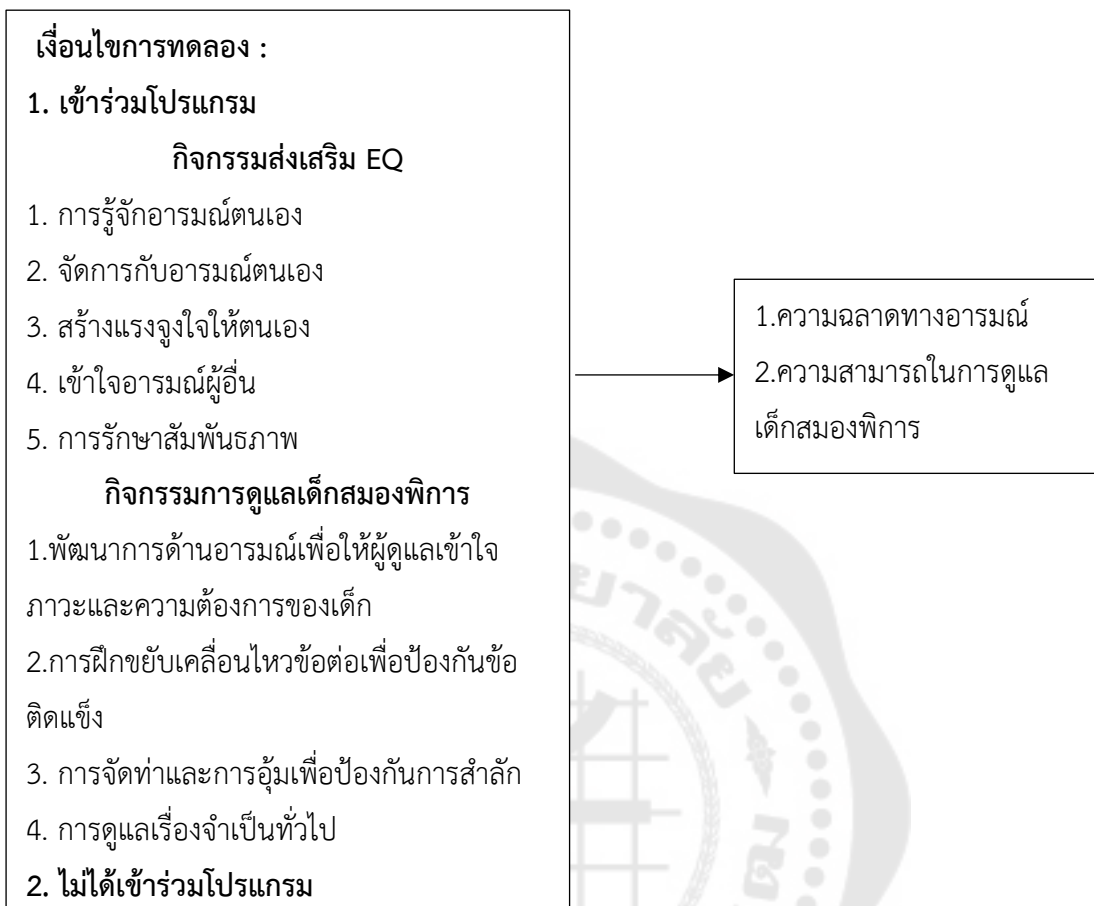 เงื่อนไขการทดลอง :
1. เข้าร่วมโปรแกรม
กิจกรรมส่งเสริม EQ
1. การรู้จักอารมณ์ตนเอง
2. จัดการกับอารมณ์ตนเอง
3. สร้างแรงจูงใจให้ตนเอง
4. เข้าใจอารมณ์ผู้อื่น
5. การรักษาสัมพันธภาพ
กิจกรรมการดูแลเด็กสมองพิการ
1.พัฒนาการด้านอารมณ์เพื่อให้ผู้ดูแลเข้าใจ
ภาวะและความต้องการของเด็ก
2.การฝึกขยับเคลื่อนไหวข้อต่อเพื่อป้องกันข้อ
ติดแข็ง
3. การจัดท่าและการอุ้มเพื่อป้องกันการสำลัก
4. การดูแลเรื่องจำเป็นทั่วไป
2. ไม่ได้เข้าร่วมโปรแกรม
1.ความฉลาดทางอารมณ์
2.ความสามารถในการดูแล
เด็กสมองพิการ